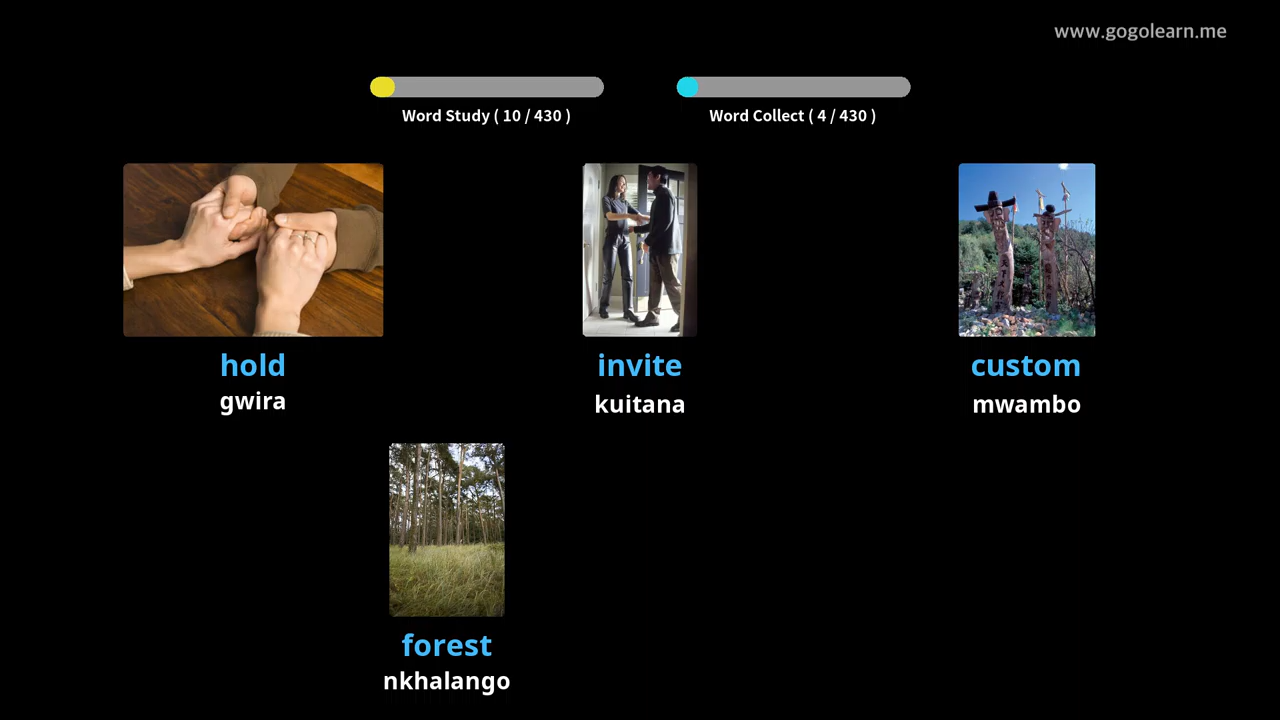 www.gogolearn.me
Word Study ( 10 / 430 )
Word Collect ( 4 / 430 )
hold
gwira
invite
kuitana
custom
mwambo
forest
nkhalango